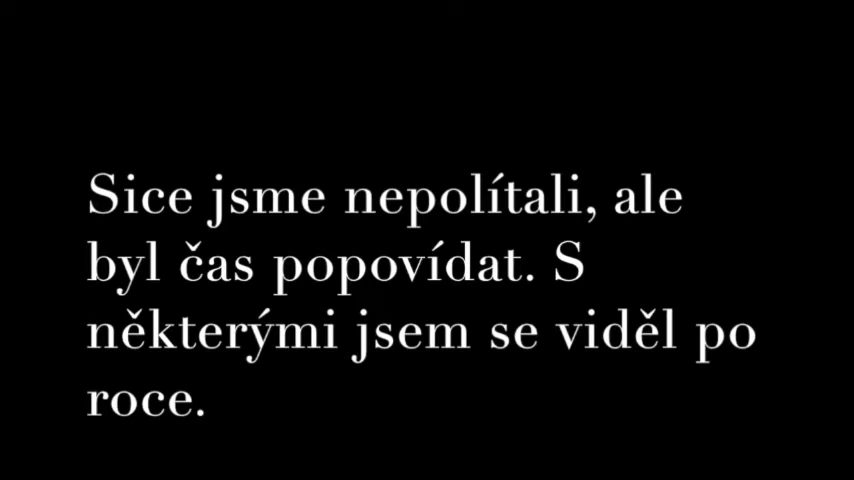 Sice jsme nepolítali, ale
byl čas popovídat. S
některými jsem se viděl po
roce.